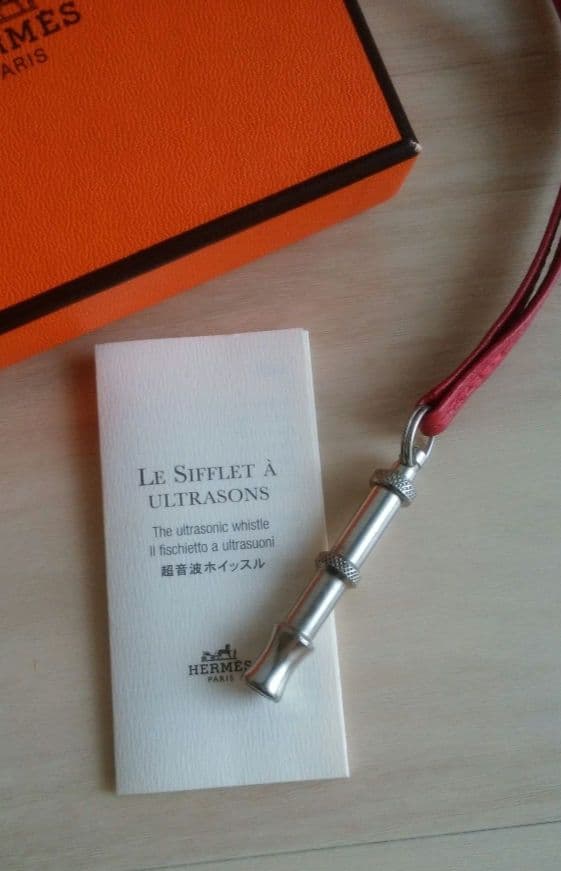 HERMÈS
PARIS
LE SIFFLET À
ULTRASONS
The ultrasonic whistle
Il fischietto a ultrasuoni
超音波ホイッスル
HERMÈS
PARIS